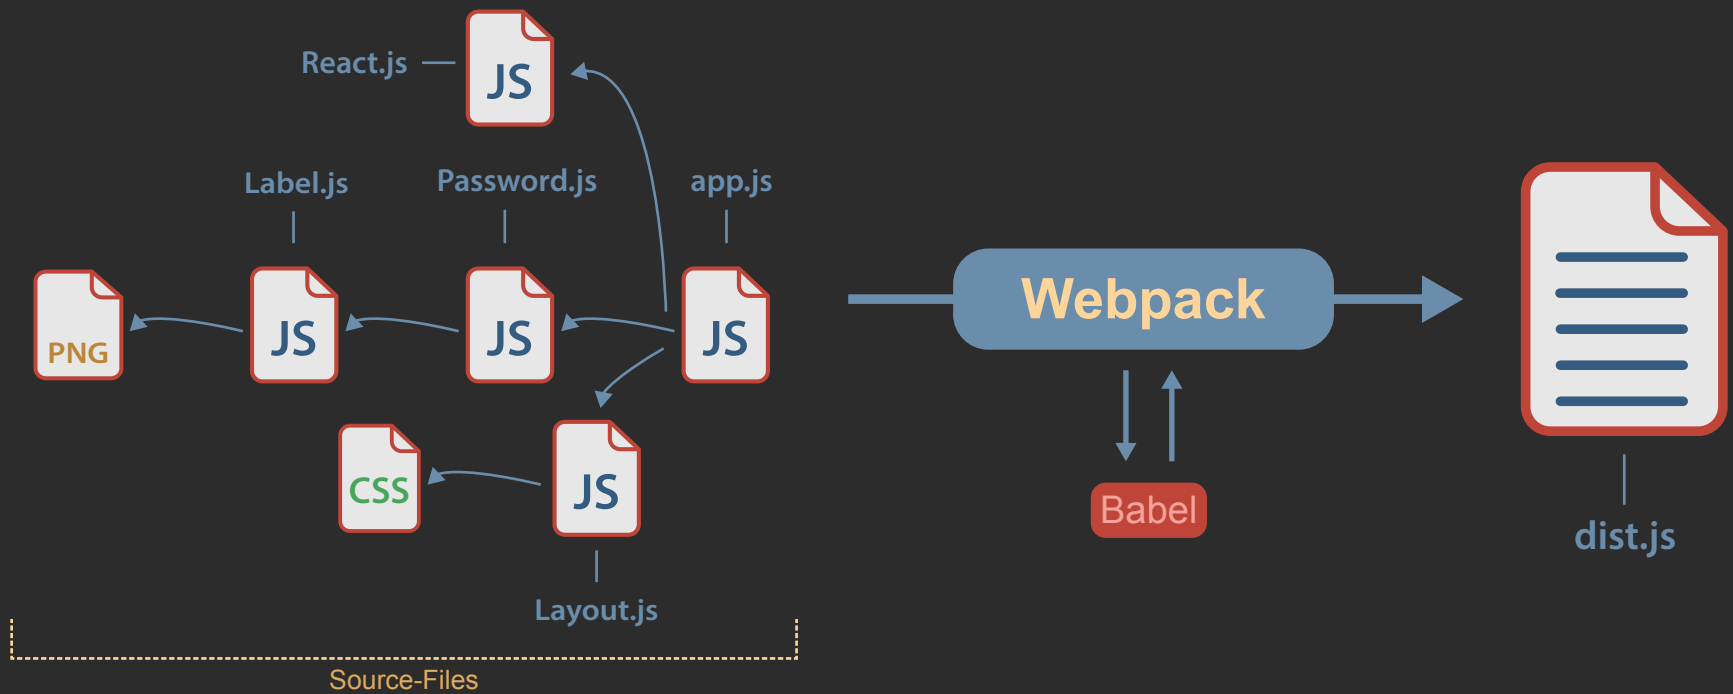 React.js
JS
Label.js
Password.js
app.js
PNG
JS
JS
JS
CSS
JS
Layout.js
Source-Files
Webpack
Babel
dist.js